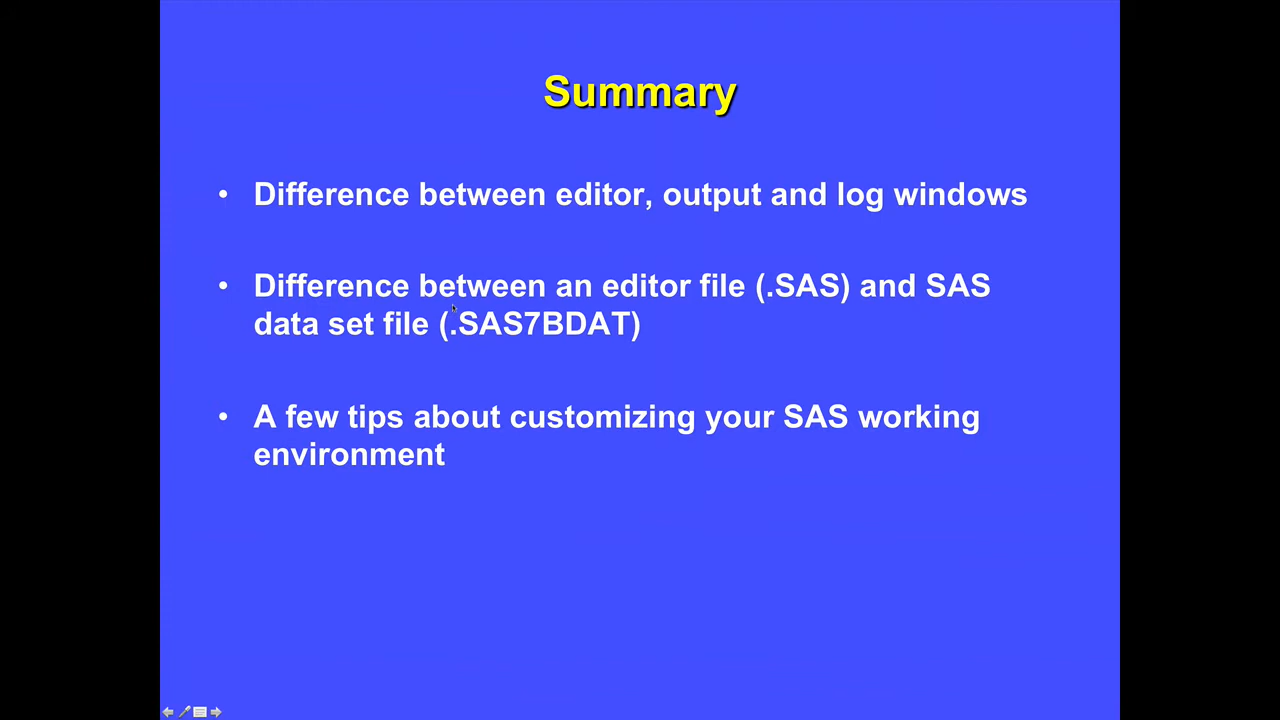 Summary
• Difference between editor, output and log windows
• Difference between an editor file (.SAS) and SAS
data set file (.SAS7BDAT)
• A few tips about customizing your SAS working
environment